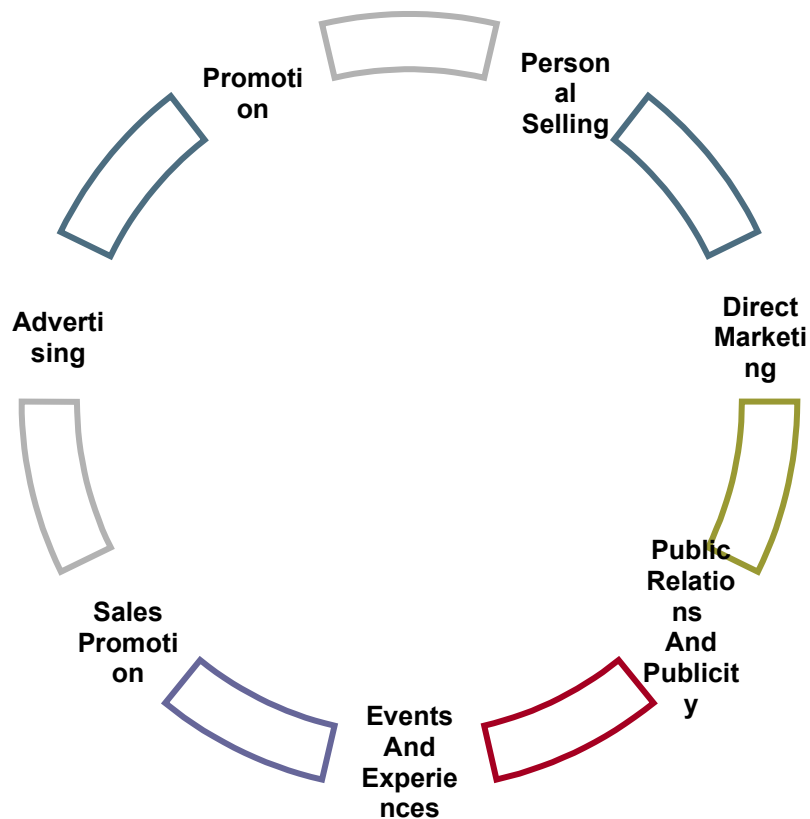 Promoti
on
Person
al
Selling
Direct
Marketi
ng
Public
Relatio
ns
And
Publicit
y
Events
And
Experie
nces
Sales
Promoti
on
Adverti
sing